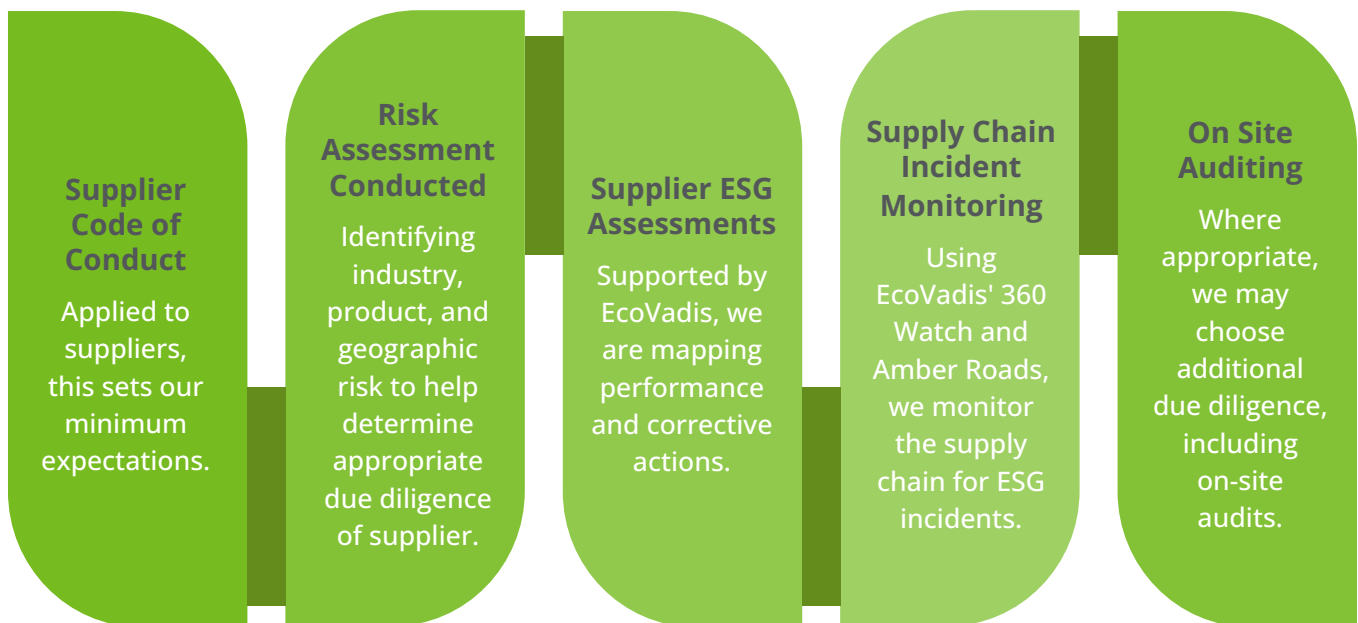 Supplier
Code of
Conduct
Applied to
suppliers,
this sets our
minimum
expectations.
Risk
Assessment
Conducted
Identifying
industry,
product, and
geographic
risk to help
determine
appropriate
due diligence
of supplier.
Supplier ESG
Assessments
Supported by
EcoVadis, we
are mapping
performance
and corrective
actions.
Supply Chain
Incident
Monitoring
Using
EcoVadis' 360
Watch and
Amber Roads,
we monitor
the supply
chain for ESG
incidents.
On Site
Auditing
Where
appropriate,
we may
choose
additional
due diligence,
including
on-site
audits.